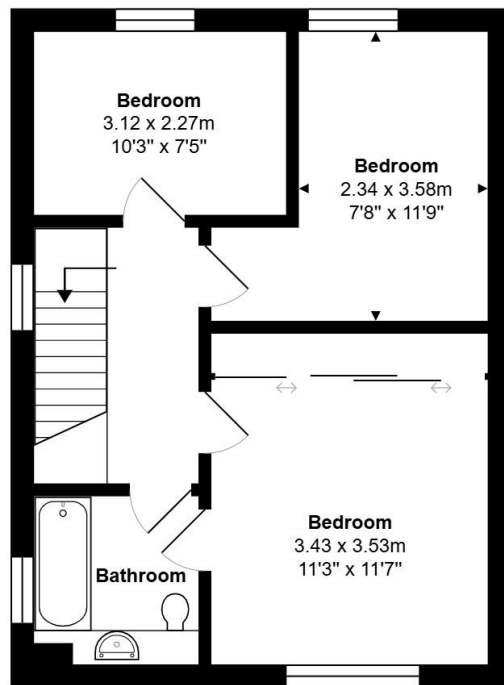 Bedroom
3.12 x 2.27m
10'3" x 7'5"
Bedroom
2.34 x 3.58m
7'8" x 11'9"
Bedroom
3.43 x 3.53m
11'3" x 11'7"
Bathroom